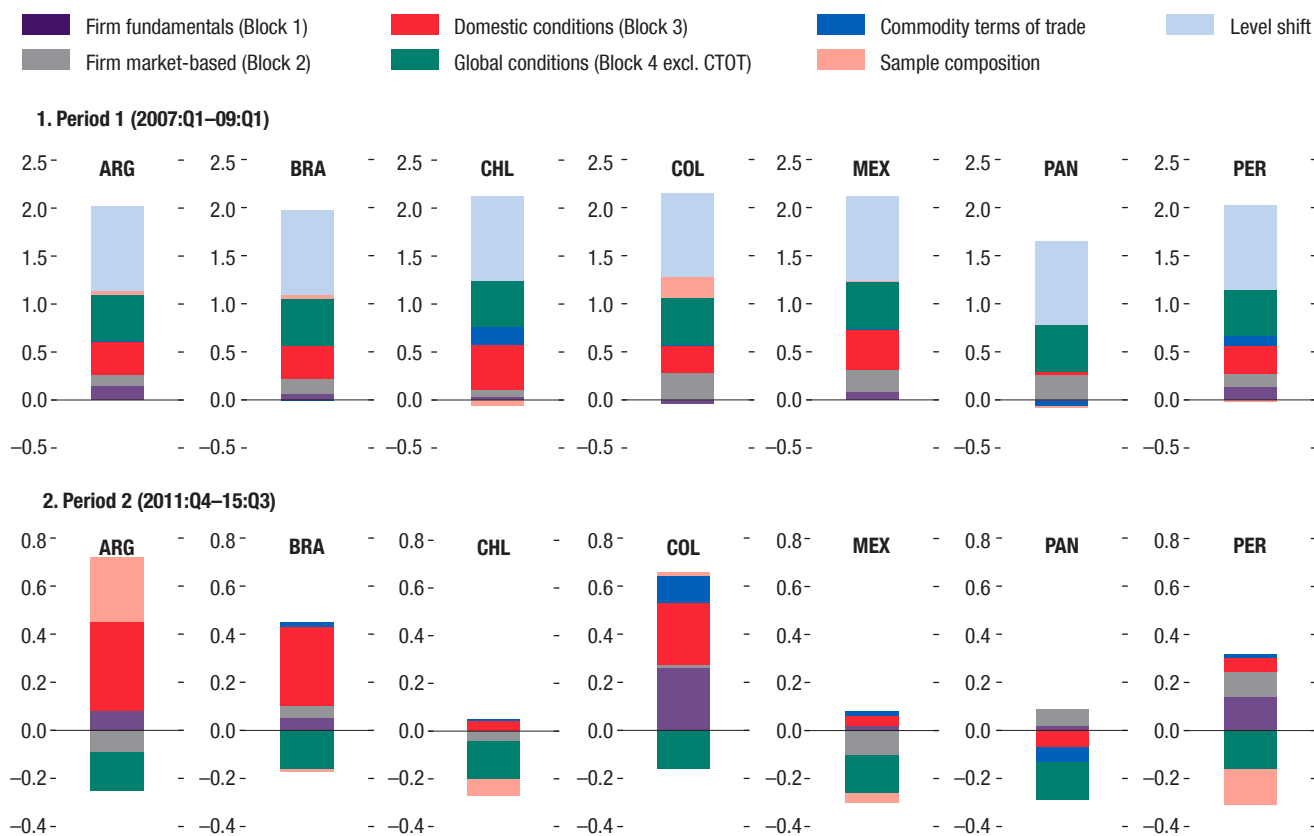 Firm fundamentals (Block 1) Domestic conditions (Block 3) Commodity terms of trade Level shift
Firm market-based (Block 2) Global conditions (Block 4 excl. CTOT) Sample composition
1. Period 1 (2007:Q1–09:Q1)
ARG BRA CHL COL MEX PAN PER
2.5 2.5 2.5 2.5 2.5 2.5 2.5
2.0 2.0 2.0 2.0 2.0 2.0 2.0
1.5 1.5 1.5 1.5 1.5 1.5 1.5
1.0 1.0 1.0 1.0 1.0 1.0 1.0
0.5 0.5 0.5 0.5 0.5 0.5 0.5
0.0 0.0 0.0 0.0 0.0 0.0 0.0
–0.5 –0.5 –0.5 –0.5 –0.5 –0.5 –0.5
2. Period 2 (2011:Q4–15:Q3)
ARG BRA CHL COL MEX PAN PER
0.8 0.8 0.8 0.8 0.8 0.8 0.8
0.6 0.6 0.6 0.6 0.6 0.6 0.6
0.4 0.4 0.4 0.4 0.4 0.4 0.4
0.2 0.2 0.2 0.2 0.2 0.2 0.2
0.0 0.0 0.0 0.0 0.0 0.0 0.0
–0.2 –0.2 –0.2 –0.2 –0.2 –0.2 –0.2
–0.4 –0.4 –0.4 –0.4 –0.4 –0.4 –0.4